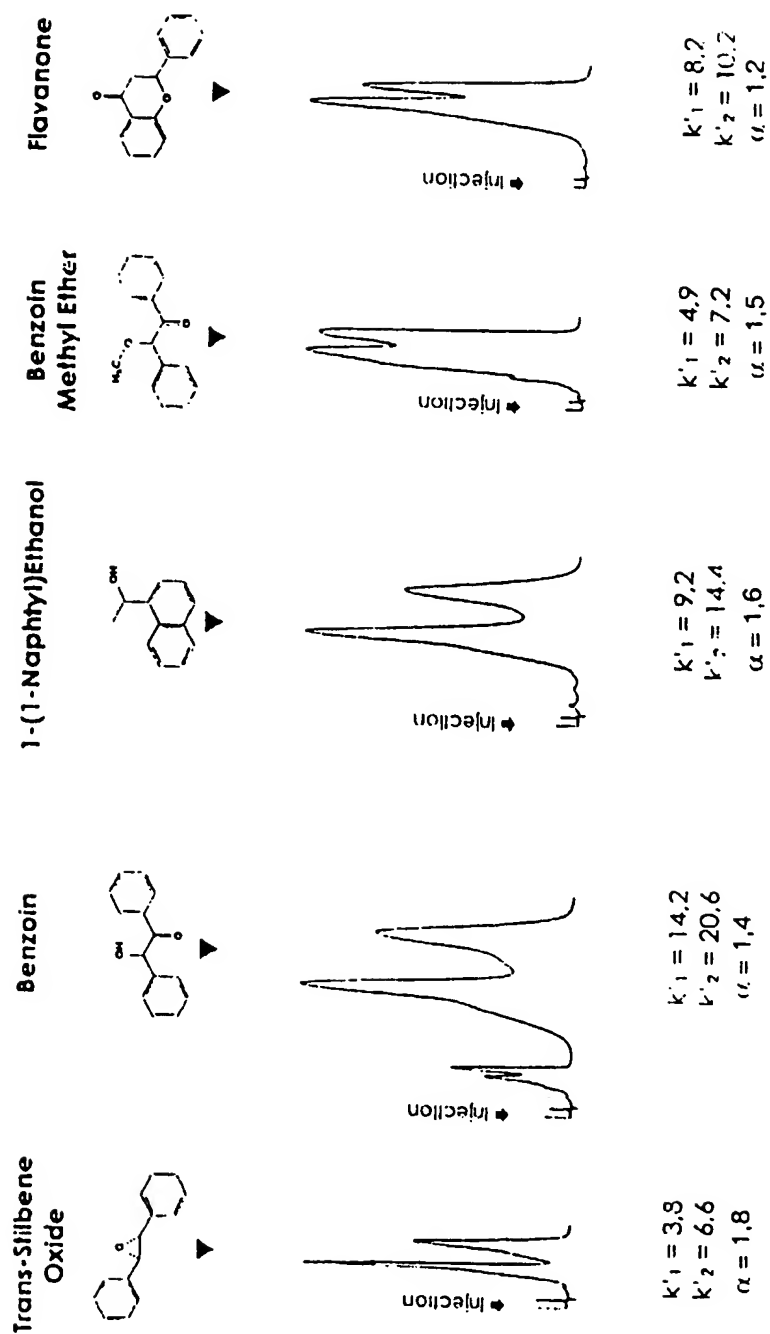 Trans-Stilbene
Oxide
O
Injection
k'1 = 3,8
k'2 = 6,6
α = 1,8
Benzoin
OH
O
Injection
k'1 = 14,2
k'2 = 20,6
α = 1,4
1-(1-Naphtyl)Ethanol
OH
Injection
k'1 = 9,2
k'2 = 14,4
α = 1,6
Benzoin
Methyl Ether
H₃C
O
O
Injection
k'1 = 4,9
k'2 = 7,2
α = 1,5
Flavanone
O
O
Injection
k'1 = 8,2
k'2 = 10,2
α = 1,2